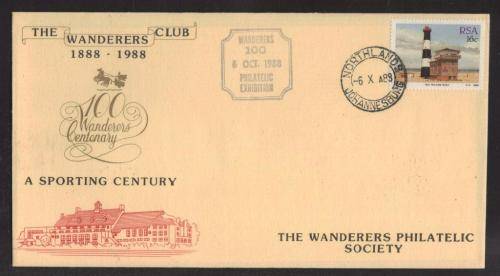 THE WANDERERS CLUB
1888 - 1988
100
Wanderers
Centenary
A SPORTING CENTURY
WANDERERS
100
6 OCT. 1988
PHILATELIC
EXHIBITION
NORTHLANDS
-6 X
JOHANNESBURG
RSA
16c
THE WANDERERS PHILATELIC
SOCIETY